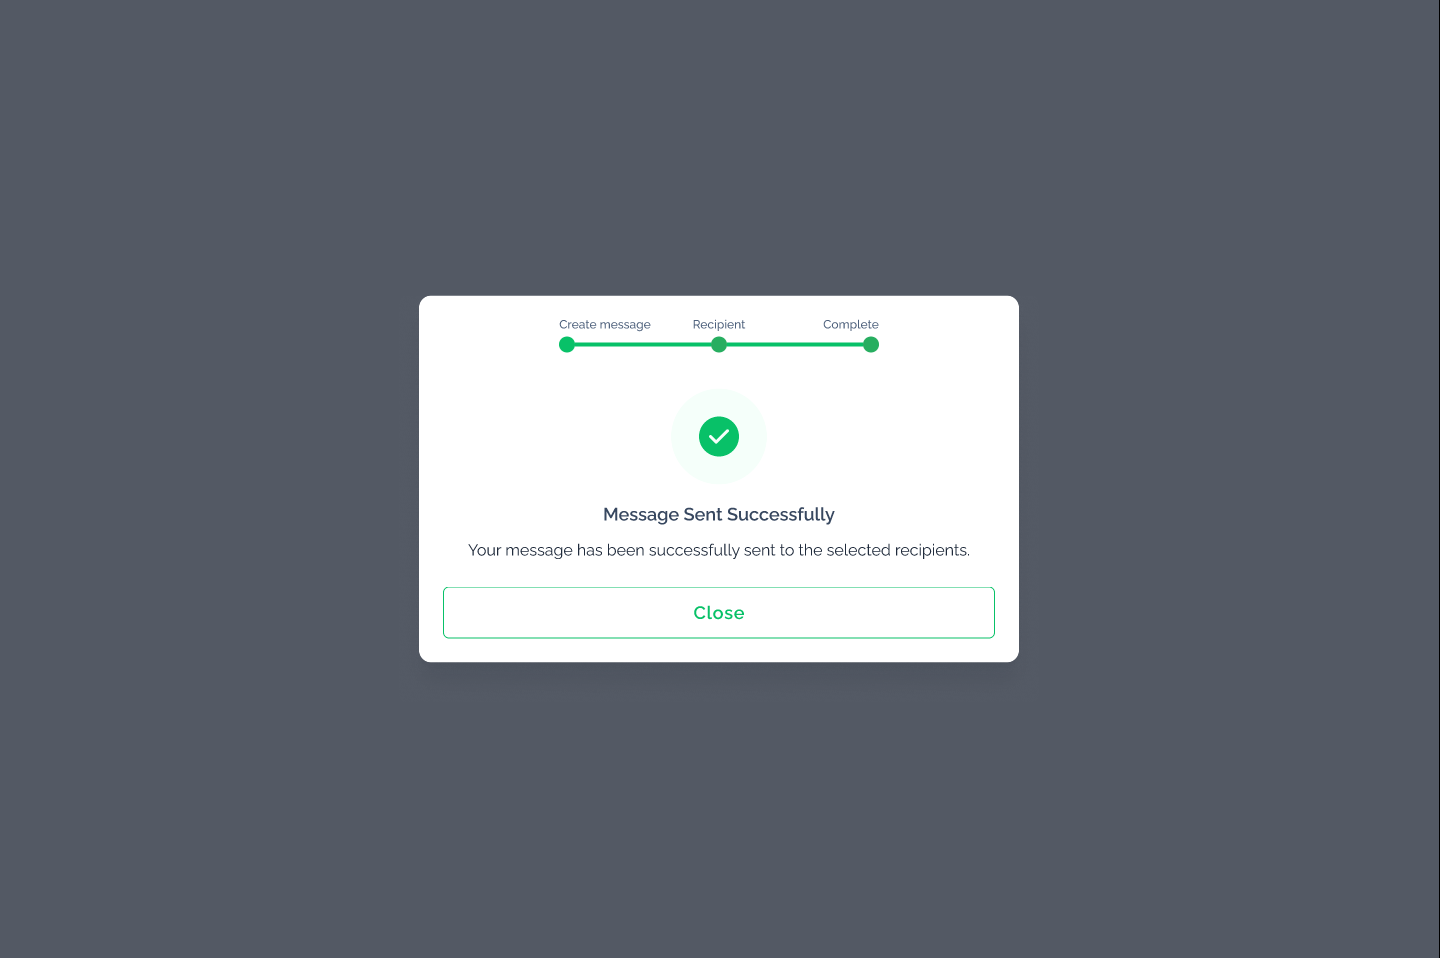 Create message Recipient Complete
Message Sent Successfully
Your message has been successfully sent to the selected recipients.
Close